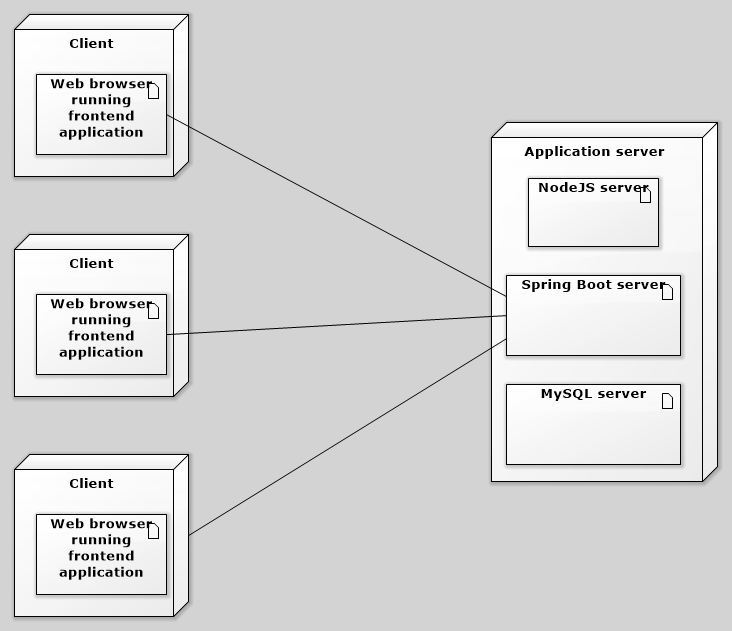 Client
Web browser
running
frontend
application
Application server
NodeJS server
Client
Web browser
running
frontend
application
Spring Boot server
MySQL server
Client
Web browser
running
frontend
application